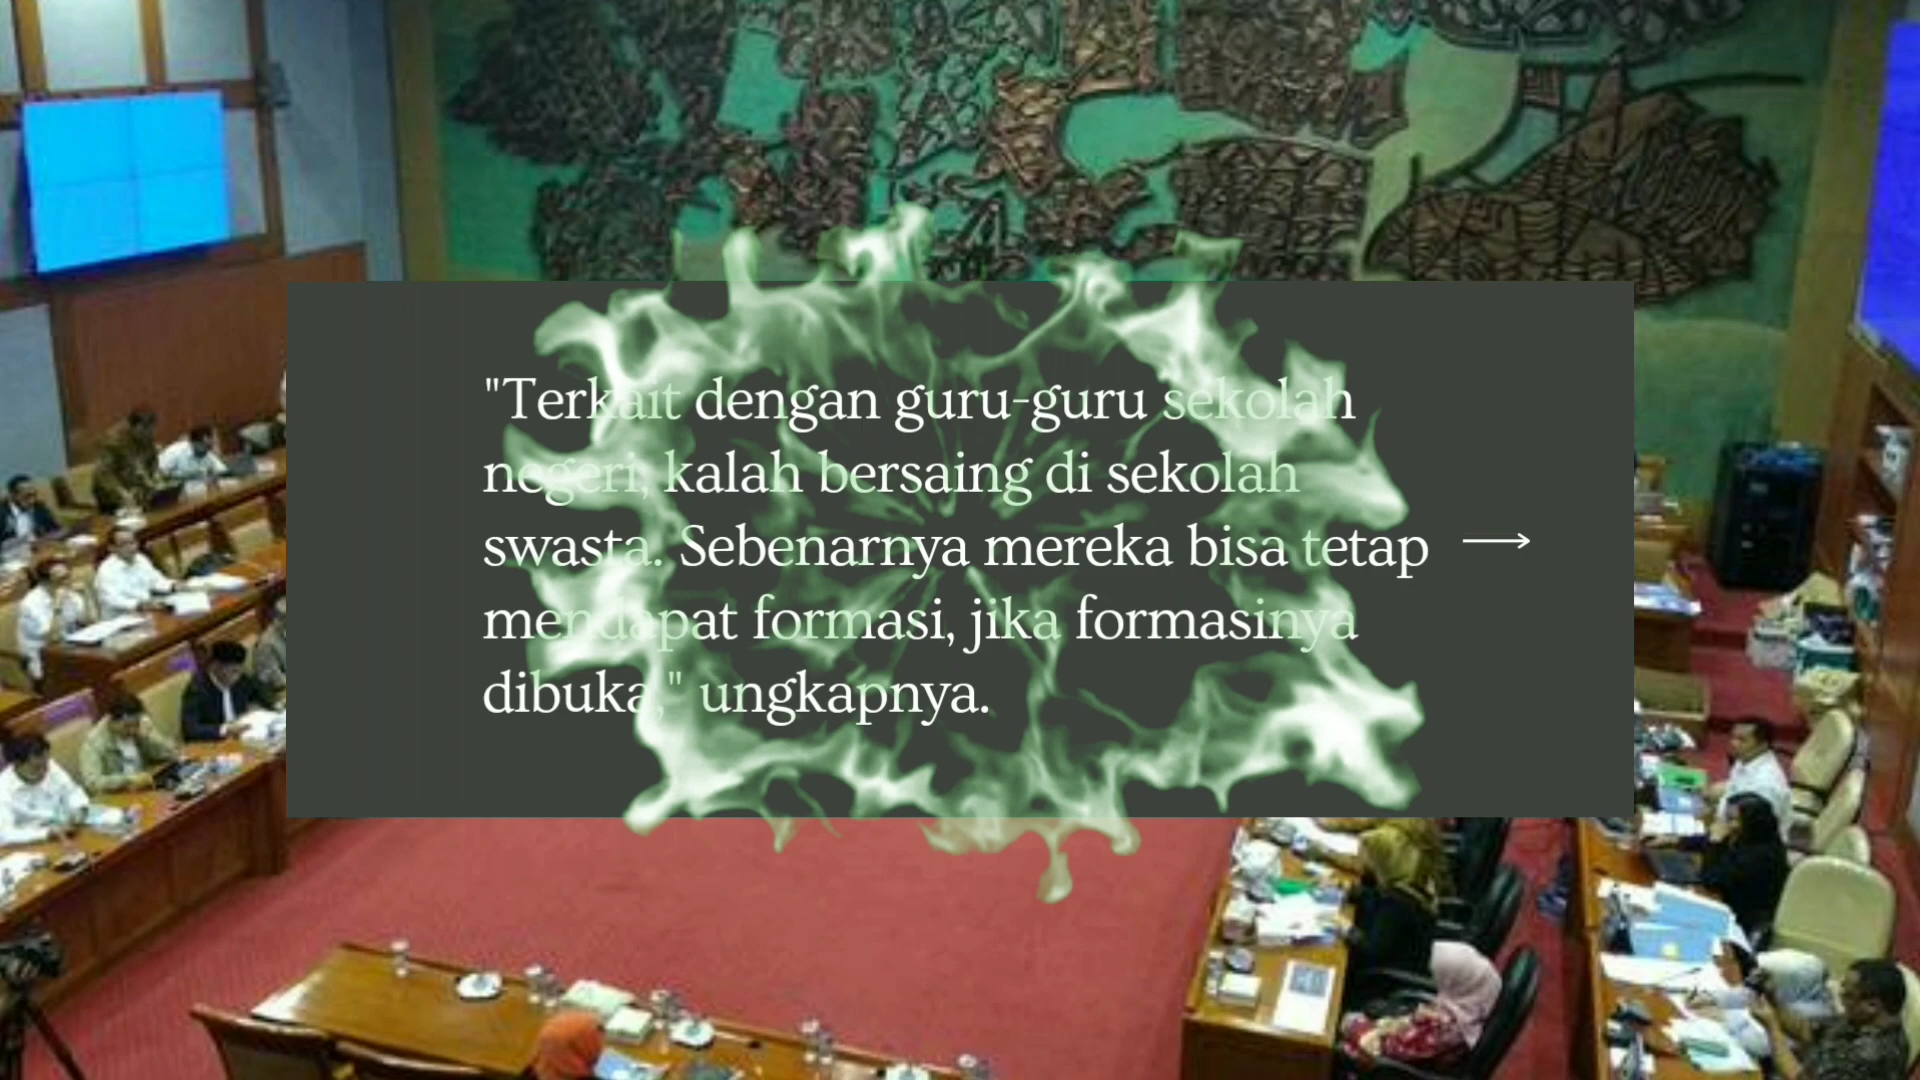 "Terkait dengan guru-guru sekolah
negeri, kalah bersaing di sekolah
swasta. Sebenarnya mereka bisa tetap
mendapat formasi, jika formasinya
dibuka," ungkapnya.